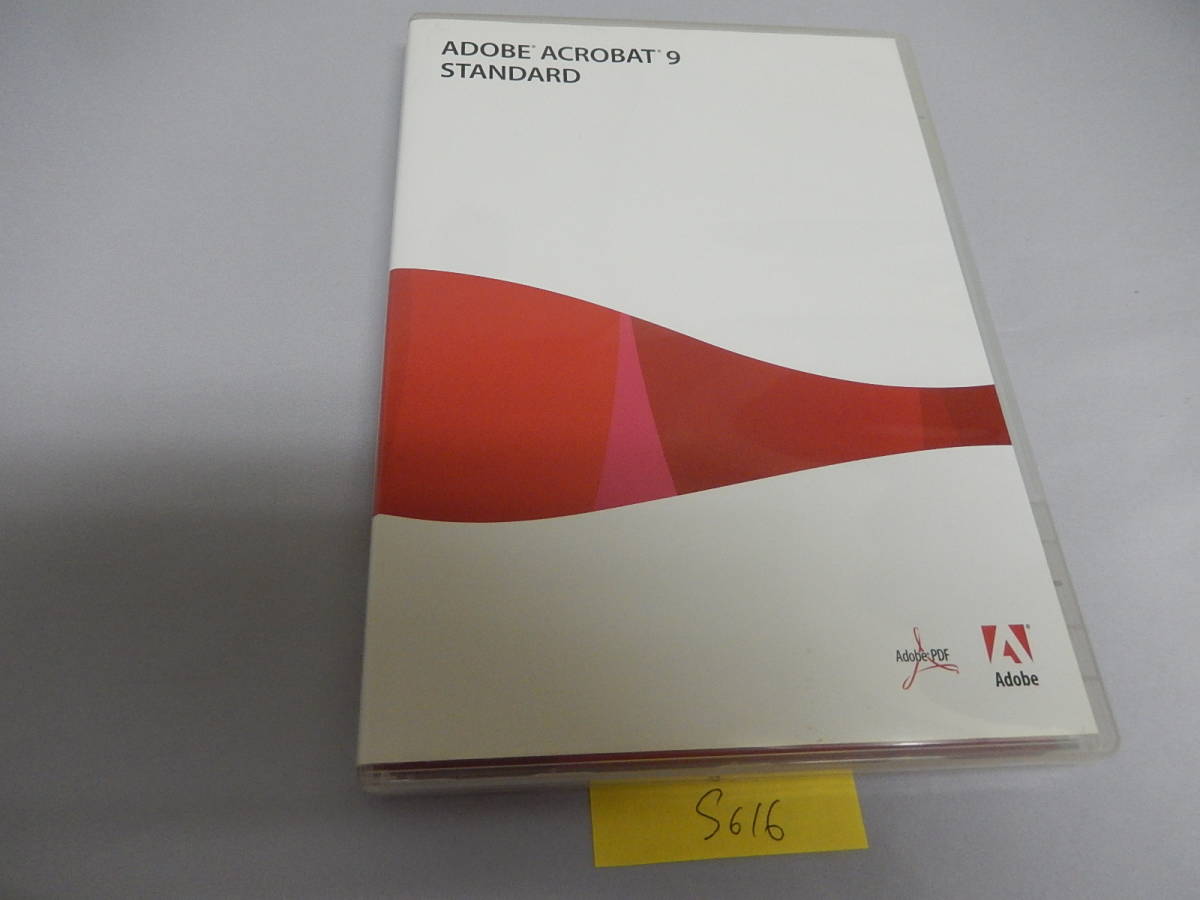 ADOBE® ACROBAT® 9
STANDARD
Adobe PDF
Adobe
S616